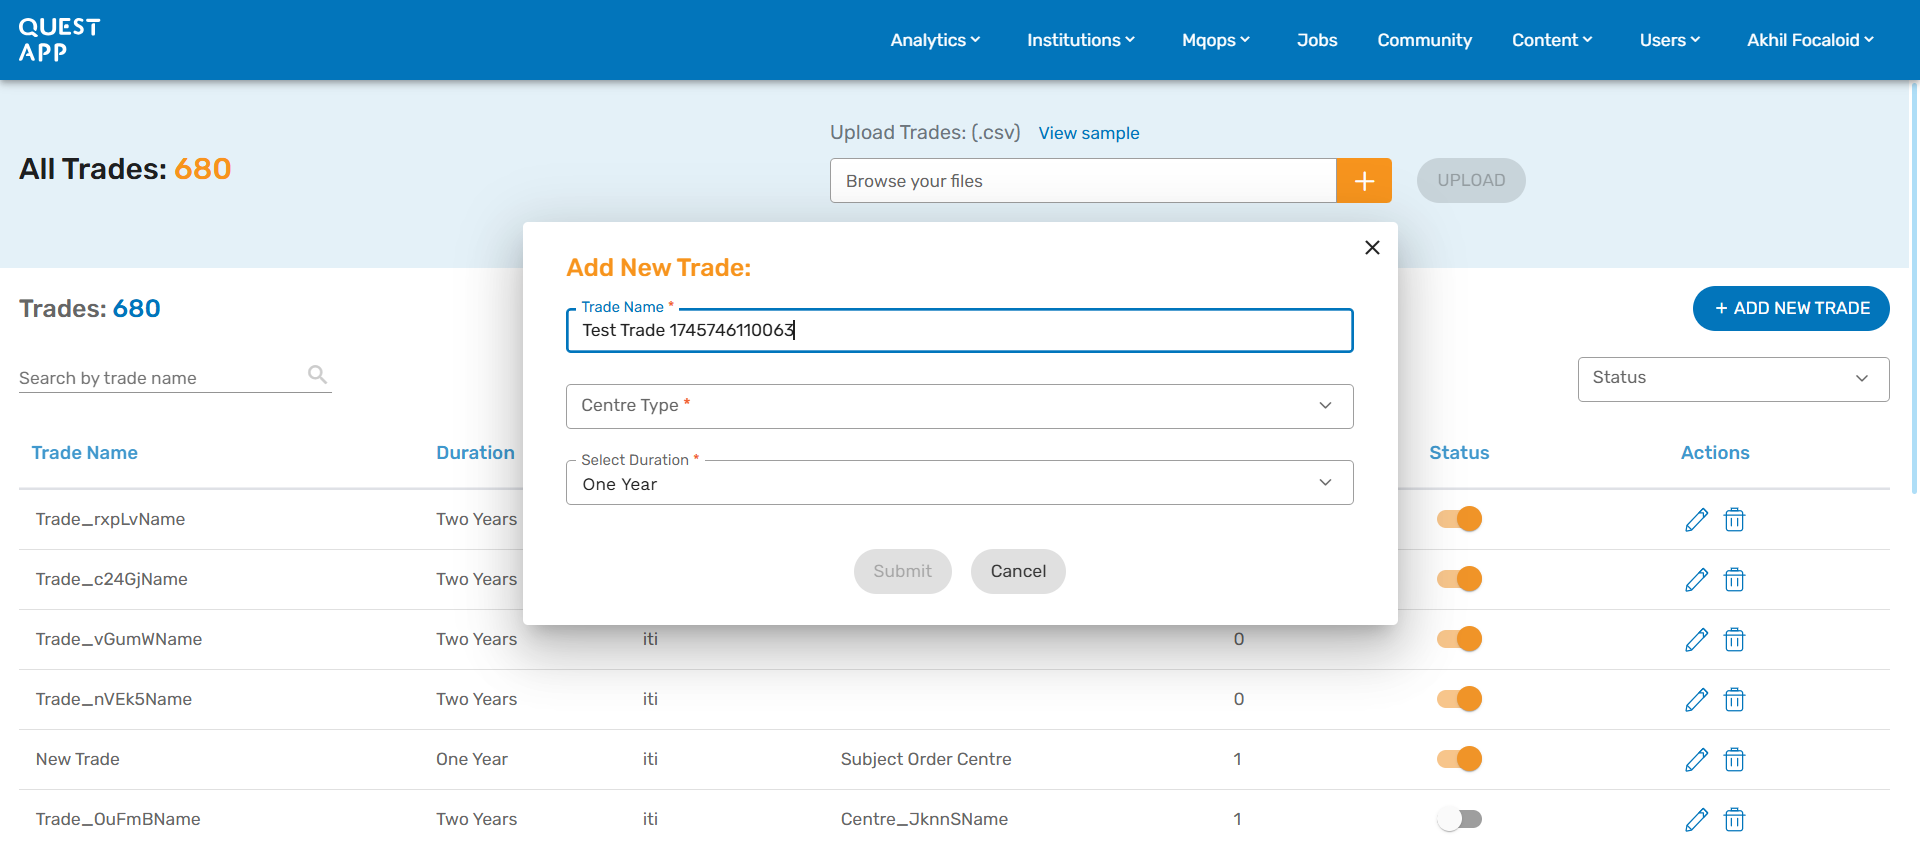 QUEST
APP
Analytics
Institutions
Mqops
Jobs
Community
Content
Users
Akhil Focaloid
All Trades: 680
Upload Trades: (.csv) View sample
Browse your files
+
UPLOAD
Add New Trade:
Trade Name *
Test Trade 1745746110063
Centre Type *
Select Duration *
One Year
Submit
Cancel
Trades: 680
+ ADD NEW TRADE
Search by trade name
Status
Trade Name Duration Status Actions
Trade_rxpLvName Two Years
Trade_c24GjName Two Years
Trade_vGumWName Two Years iti 0
Trade_nVEk5Name Two Years iti 0
New Trade One Year iti Subject Order Centre 1
Trade_OuFmBName Two Years iti Centre_JknnSName 1